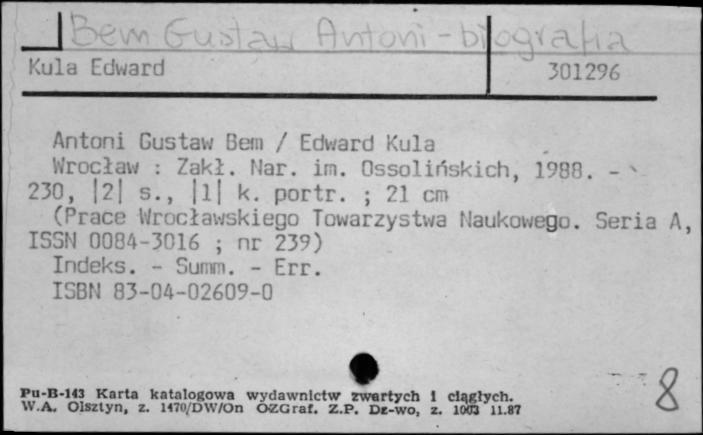 Bem Gustaw Antoni - biografia
Kula Edward 301296
Antoni Gustaw Bem / Edward Kula
Wrocław : Zakł. Nar. im. Ossolińskich, 1988. -
230, |2| s., |1| k. portr. ; 21 cm
(Prace Wrocławskiego Towarzystwa Naukowego. Seria A,
ISSN 0084-3016 ; nr 239)
Indeks. - Summ. - Err.
ISBN 83-04-02609-0
8
Pu-B-143 Karta katalogowa wydawnictw zwartych i ciągłych.
W.A. Olsztyn, z. 1470/DW/On OZGraf. Z.P. Dz-wo, z. 1003 11.87